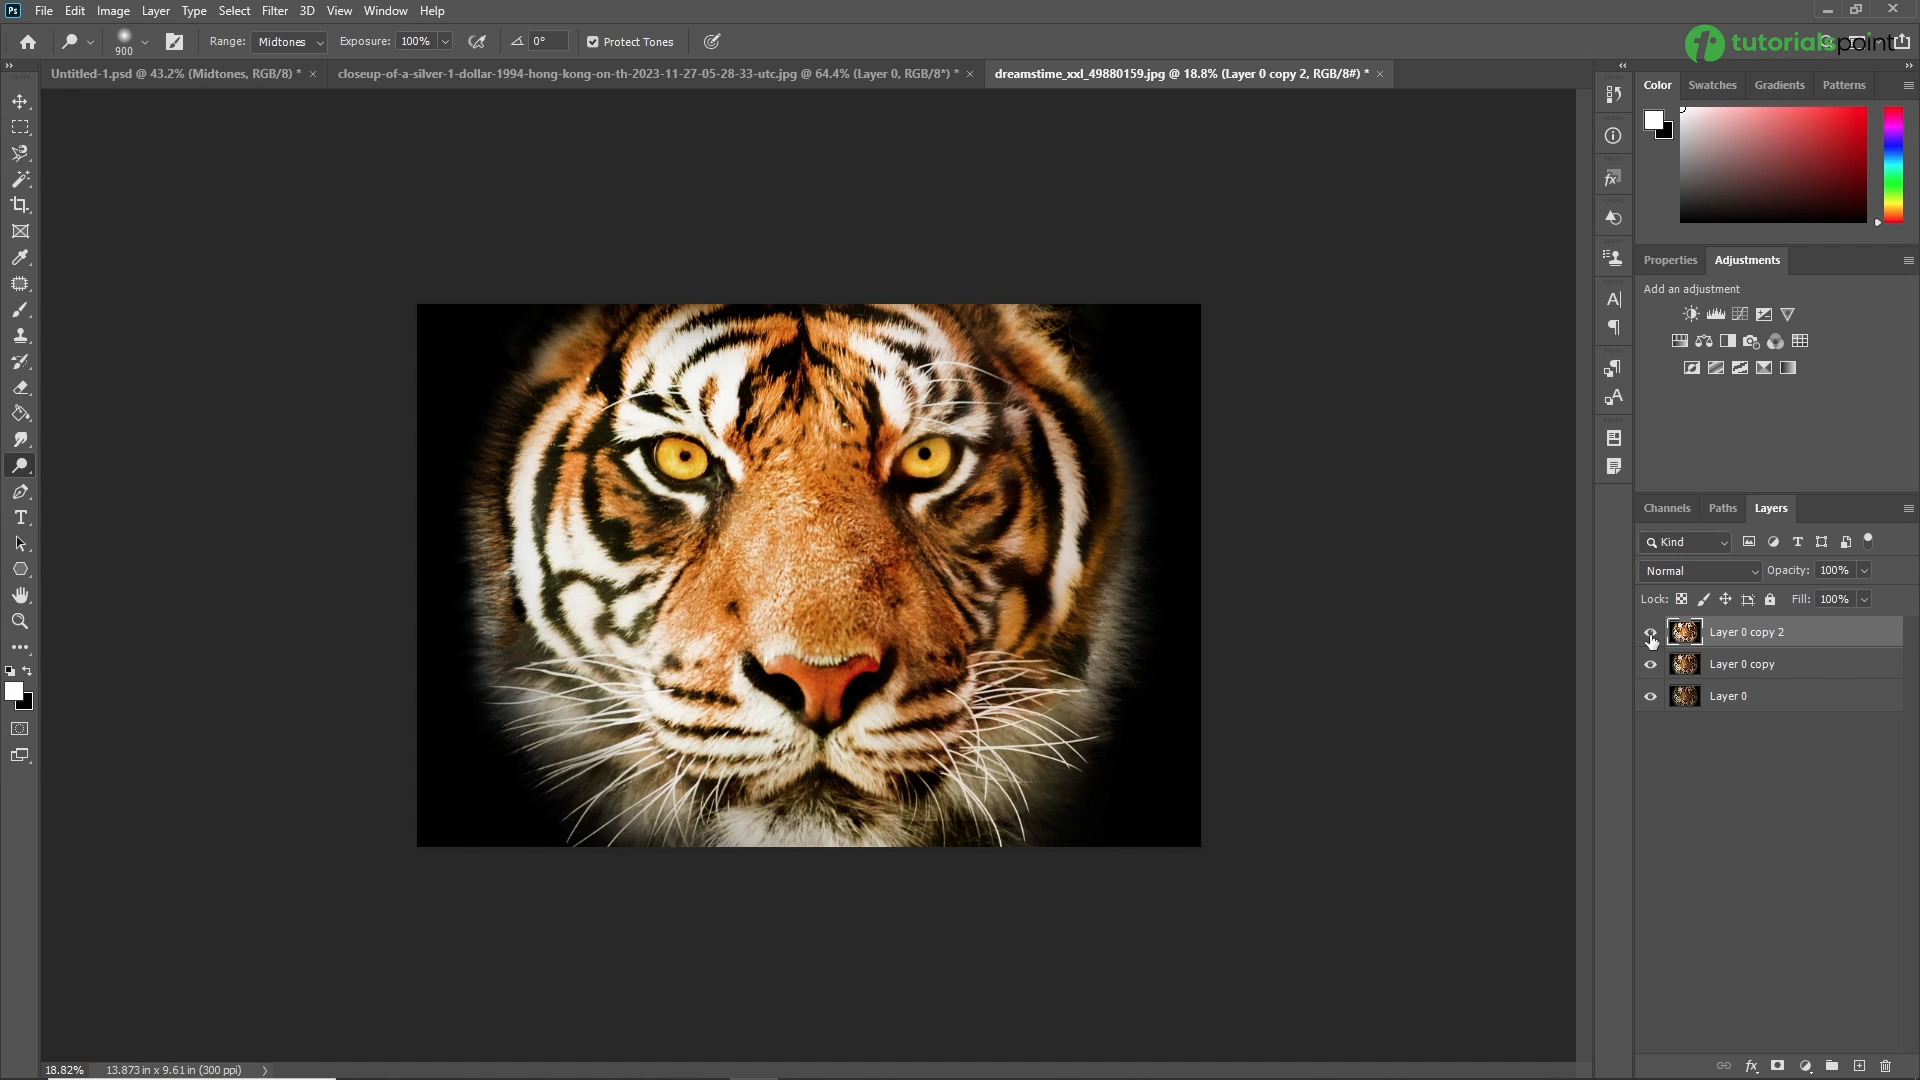 Ps File Edit Image Layer Type Select Filter 3D View Window Help
900 Range: Midtones Exposure: 100% 0° Protect Tones
tutorialspoint
Untitled-1.psd @ 43.2% (Midtones, RGB/8) * × closeup-of-a-silver-1-dollar-1994-hong-kong-on-th-2023-11-27-05-28-33-utc.jpg @ 64.4% (Layer 0, RGB/8*) * × dreamstime_xxl_49880159.jpg @ 18.8% (Layer 0 copy 2, RGB/8#) * ×
Color Swatches Gradients Patterns
Properties Adjustments
Add an adjustment
Channels Paths Layers
Kind
Normal Opacity: 100%
Lock: Fill: 100%
Layer 0 copy 2
Layer 0 copy
Layer 0
18.82% 13.873 in x 9.61 in (300 ppi)